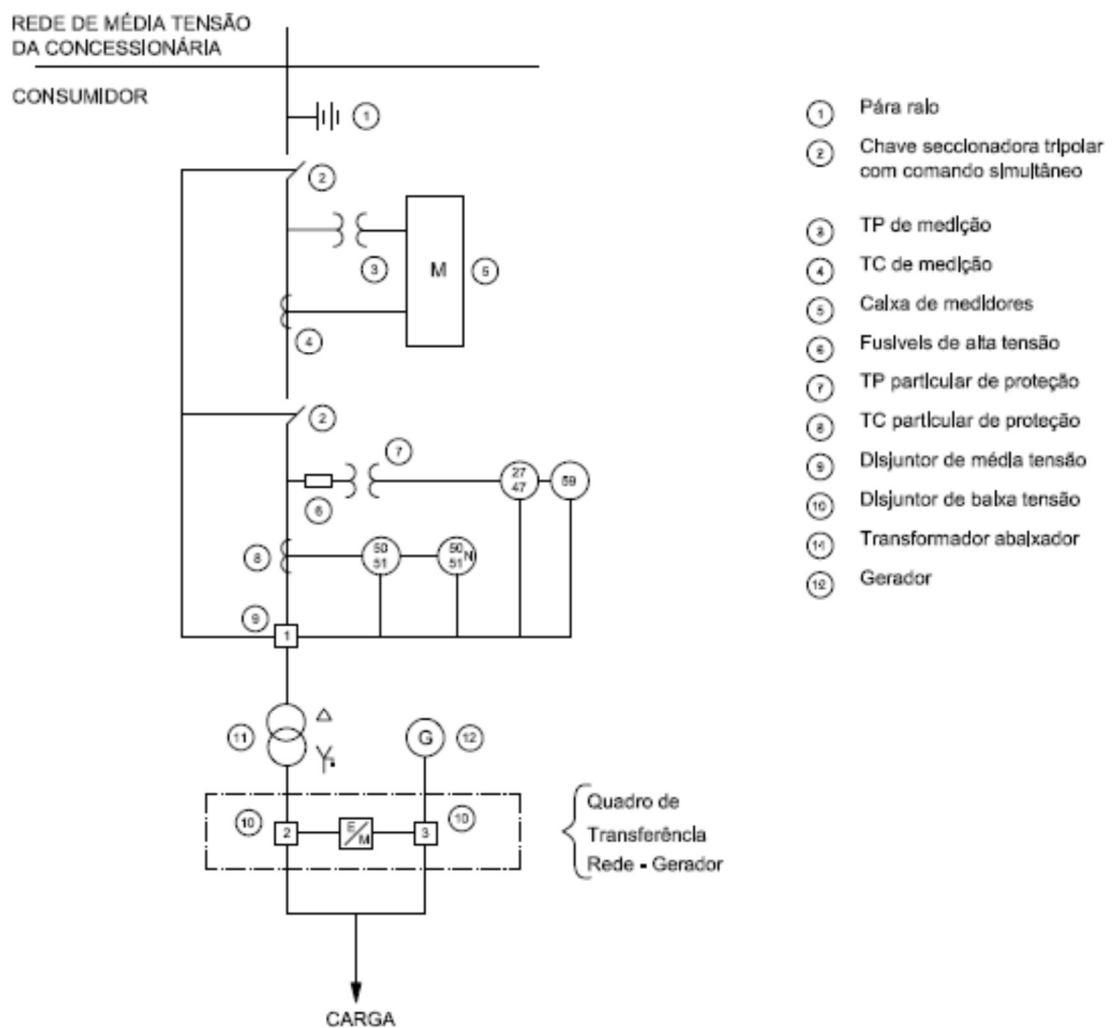 REDE DE MÉDIA TENSÃO
DA CONCESSIONÁRIA
CONSUMIDOR
1
2
3
M
5
4
2
7
6
27
47
59
8
50
51
50
51
N
9
1
11
G
12
10
2
E/M
3
10
Quadro de
Transferência
Rede - Gerador
CARGA
1 Pára raio
2 Chave seccionadora tripolar
com comando simultâneo
3 TP de medição
4 TC de medição
5 Caixa de medidores
6 Fusíveis de alta tensão
7 TP particular de proteção
8 TC particular de proteção
9 Disjuntor de média tensão
10 Disjuntor de baixa tensão
11 Transformador abaixador
12 Gerador